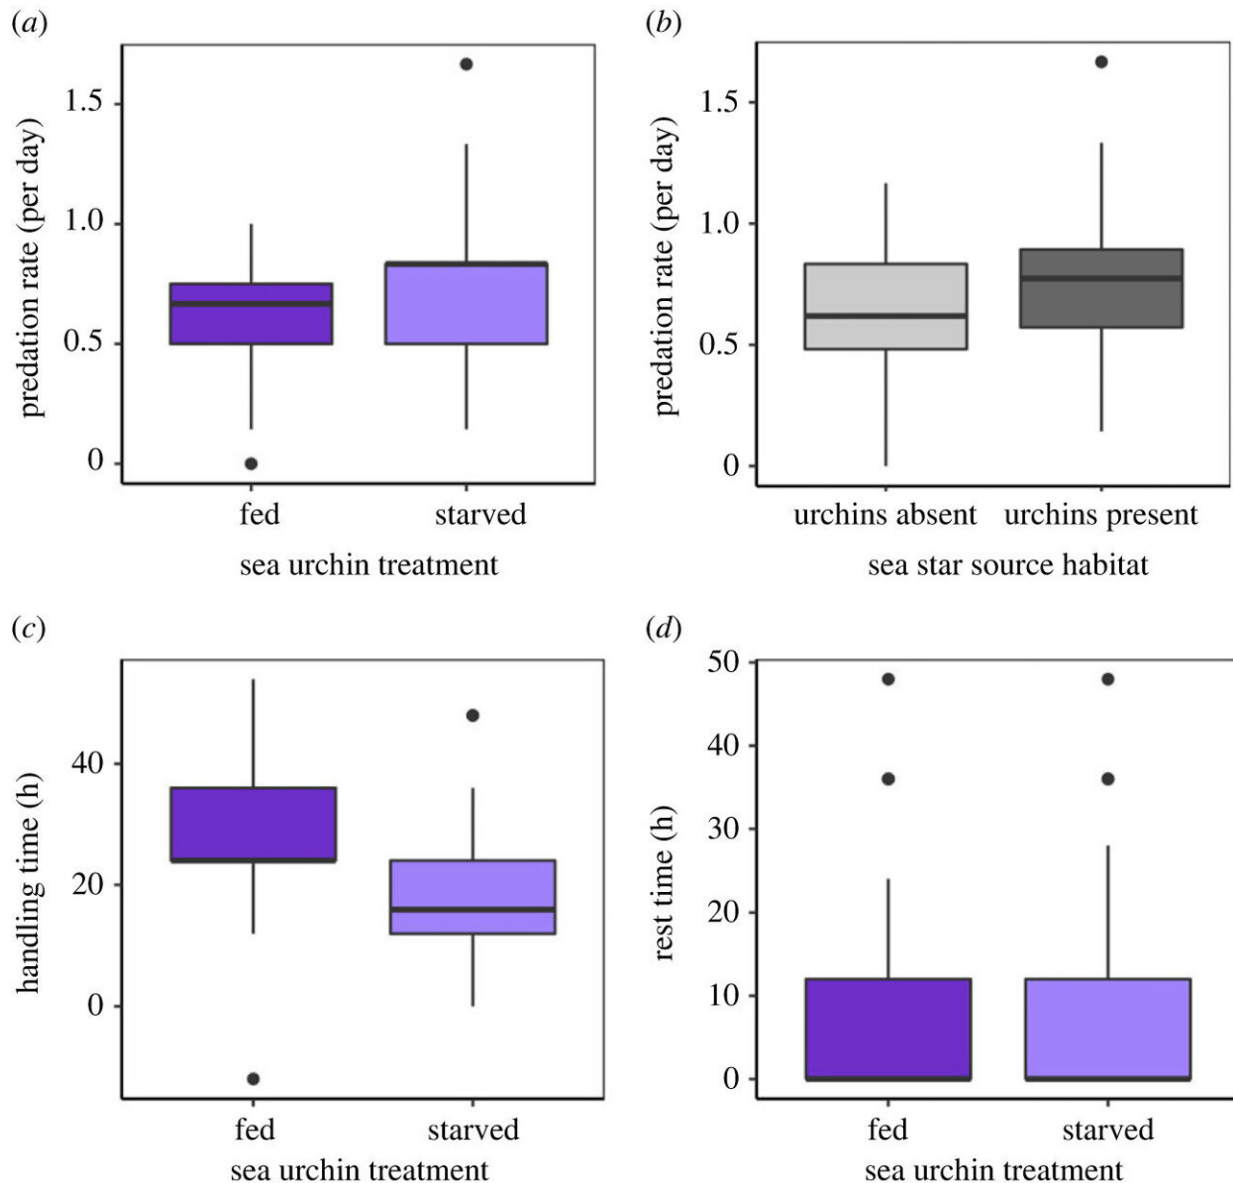 (a)
predation rate (per day)
1.5
1.0
0.5
0
fed starved
sea urchin treatment
(b)
predation rate (per day)
1.5
1.0
0.5
0
urchins absent urchins present
sea star source habitat
(c)
handling time (h)
40
20
0
fed starved
sea urchin treatment
(d)
rest time (h)
50
40
30
20
10
0
fed starved
sea urchin treatment